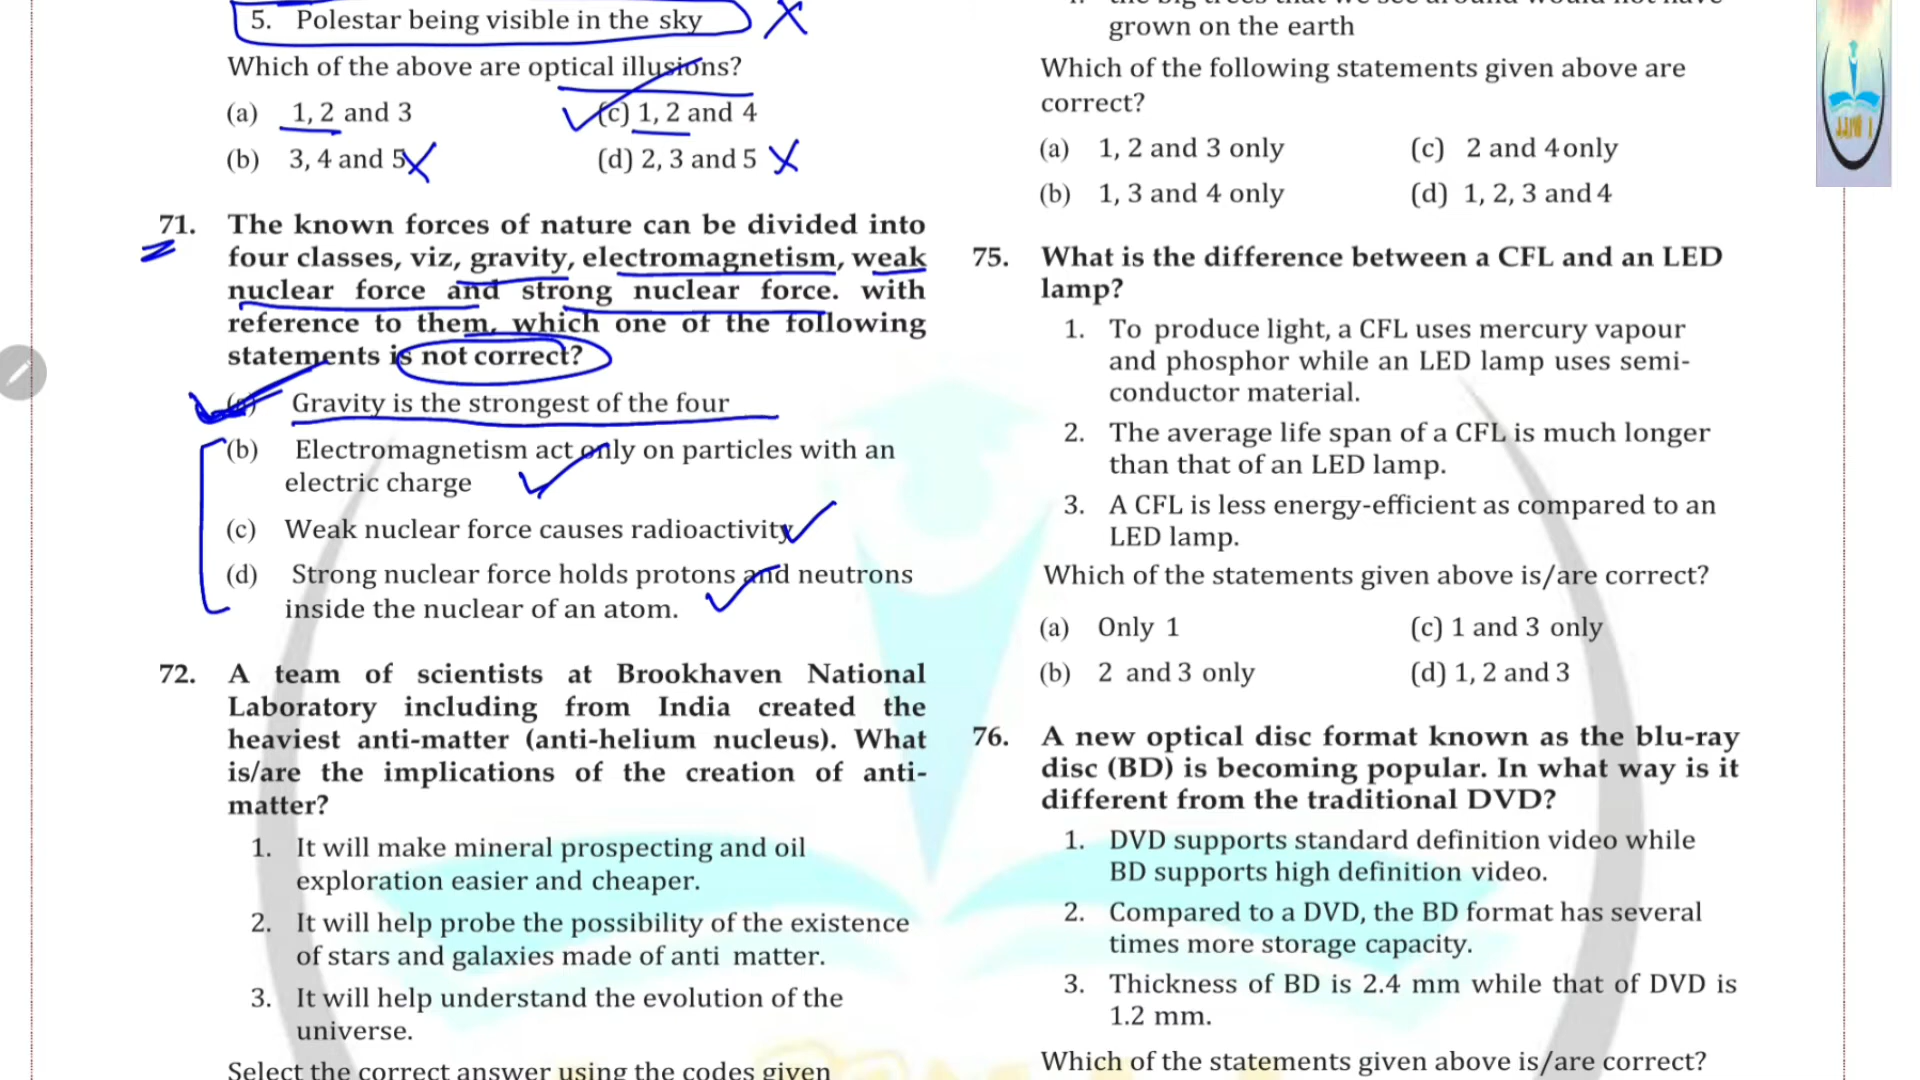 5. Polestar being visible in the sky
Which of the above are optical illusions?
(a) 1, 2 and 3
(c) 1, 2 and 4
(b) 3, 4 and 5
(d) 2, 3 and 5
71. The known forces of nature can be divided into
four classes, viz, gravity, electromagnetism, weak
nuclear force and strong nuclear force. with
reference to them, which one of the following
statements is not correct?
Gravity is the strongest of the four
(b) Electromagnetism act only on particles with an
electric charge
(c) Weak nuclear force causes radioactivity
(d) Strong nuclear force holds protons and neutrons
inside the nuclear of an atom.
72. A team of scientists at Brookhaven National
Laboratory including from India created the
heaviest anti-matter (anti-helium nucleus). What
is/are the implications of the creation of anti-
matter?
1. It will make mineral prospecting and oil
exploration easier and cheaper.
2. It will help probe the possibility of the existence
of stars and galaxies made of anti matter.
3. It will help understand the evolution of the
universe.
Select the correct answer using the codes given
grown on the earth
Which of the following statements given above are
correct?
(a) 1, 2 and 3 only
(c) 2 and 4only
(b) 1, 3 and 4 only
(d) 1, 2, 3 and 4
75. What is the difference between a CFL and an LED
lamp?
1. To produce light, a CFL uses mercury vapour
and phosphor while an LED lamp uses semi-
conductor material.
2. The average life span of a CFL is much longer
than that of an LED lamp.
3. A CFL is less energy-efficient as compared to an
LED lamp.
Which of the statements given above is/are correct?
(a) Only 1
(c) 1 and 3 only
(b) 2 and 3 only
(d) 1, 2 and 3
76. A new optical disc format known as the blu-ray
disc (BD) is becoming popular. In what way is it
different from the traditional DVD?
1. DVD supports standard definition video while
BD supports high definition video.
2. Compared to a DVD, the BD format has several
times more storage capacity.
3. Thickness of BD is 2.4 mm while that of DVD is
1.2 mm.
Which of the statements given above is/are correct?